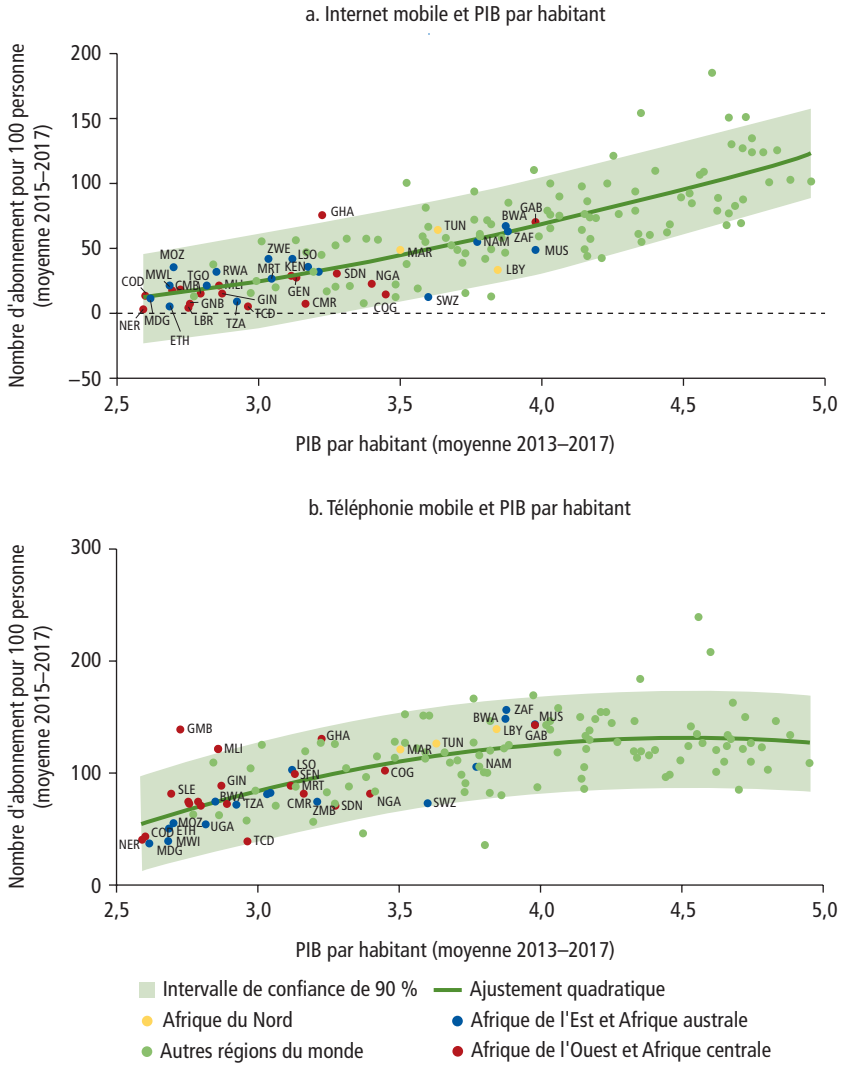 a. Internet mobile et PIB par habitant
Nombre d'abonnement pour 100 personne
(moyenne 2015–2017)
200
150
100
50
0
–50
2,5
3,0
3,5
4,0
4,5
5,0
GHA
TUN
GAB
BWA
MOZ
ZWE
LSO
MAR
NAM
ZAF
MUS
COD
MWL
TGO
RWA
MRT
KEN
SDN
NGA
LBY
GMB
MLI
GIN
GEN
NER
MDG
GNB
LBR
TZA
TCD
CMR
COG
SWZ
ETH
PIB par habitant (moyenne 2013–2017)
b. Téléphonie mobile et PIB par habitant
Nombre d'abonnement pour 100 personne
(moyenne 2015–2017)
300
200
100
0
2,5
3,0
3,5
4,0
4,5
5,0
GMB
MLI
GHA
MAR
TUN
BWA
ZAF
LBY
MUS
GAB
SLE
GIN
LSO
SEN
MRT
COG
NAM
BWA
TZA
CMR
ZMB
SDN
NGA
SWZ
MOZ
UGA
NER
COD
ETH
MDG
MWI
TCD
PIB par habitant (moyenne 2013–2017)
Intervalle de confiance de 90 %
Ajustement quadratique
Afrique du Nord
Afrique de l'Est et Afrique australe
Autres régions du monde
Afrique de l'Ouest et Afrique centrale